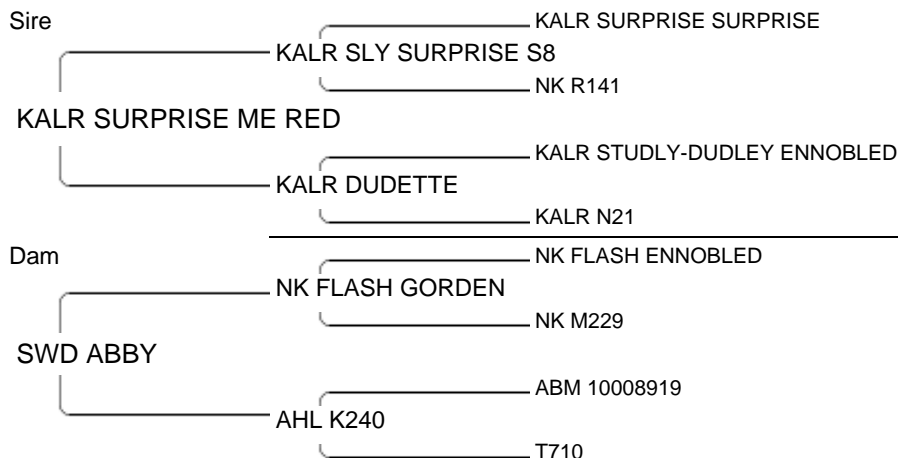 Sire
KALR SURPRISE SURPRISE
KALR SLY SURPRISE S8
NK R141
KALR SURPRISE ME RED
KALR STUDLY-DUDLEY ENNOBLED
KALR DUDETTE
KALR N21
Dam
NK FLASH ENNOBLED
NK FLASH GORDEN
NK M229
SWD ABBY
ABM 10008919
AHL K240
T710